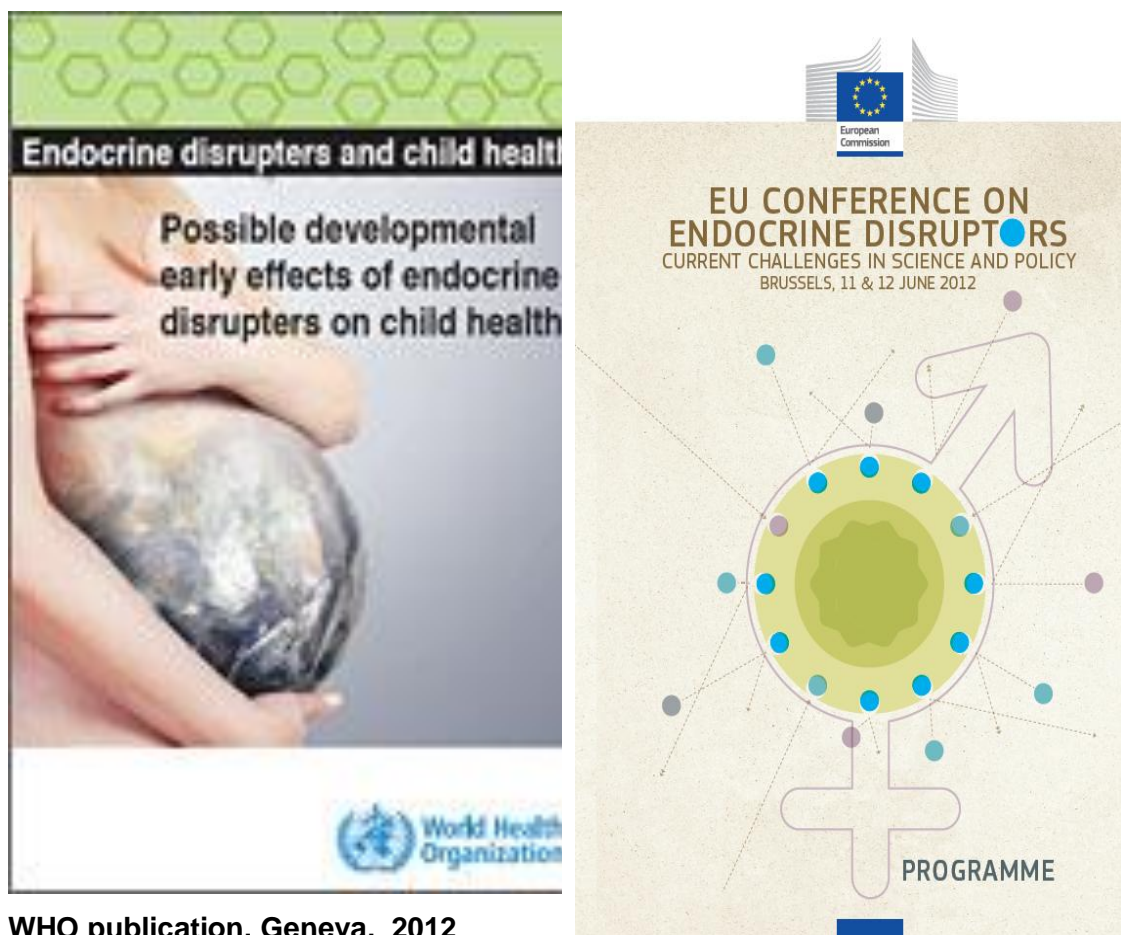 Endocrine disrupters and child healt
Possible developmental
early effects of endocrine
disrupters on child health
World Health
Organization
WHO publication, Geneva, 2012
European
Commission
EU CONFERENCE ON
ENDOCRINE DISRUPTORS
CURRENT CHALLENGES IN SCIENCE AND POLICY
BRUSSELS, 11 & 12 JUNE 2012
PROGRAMME